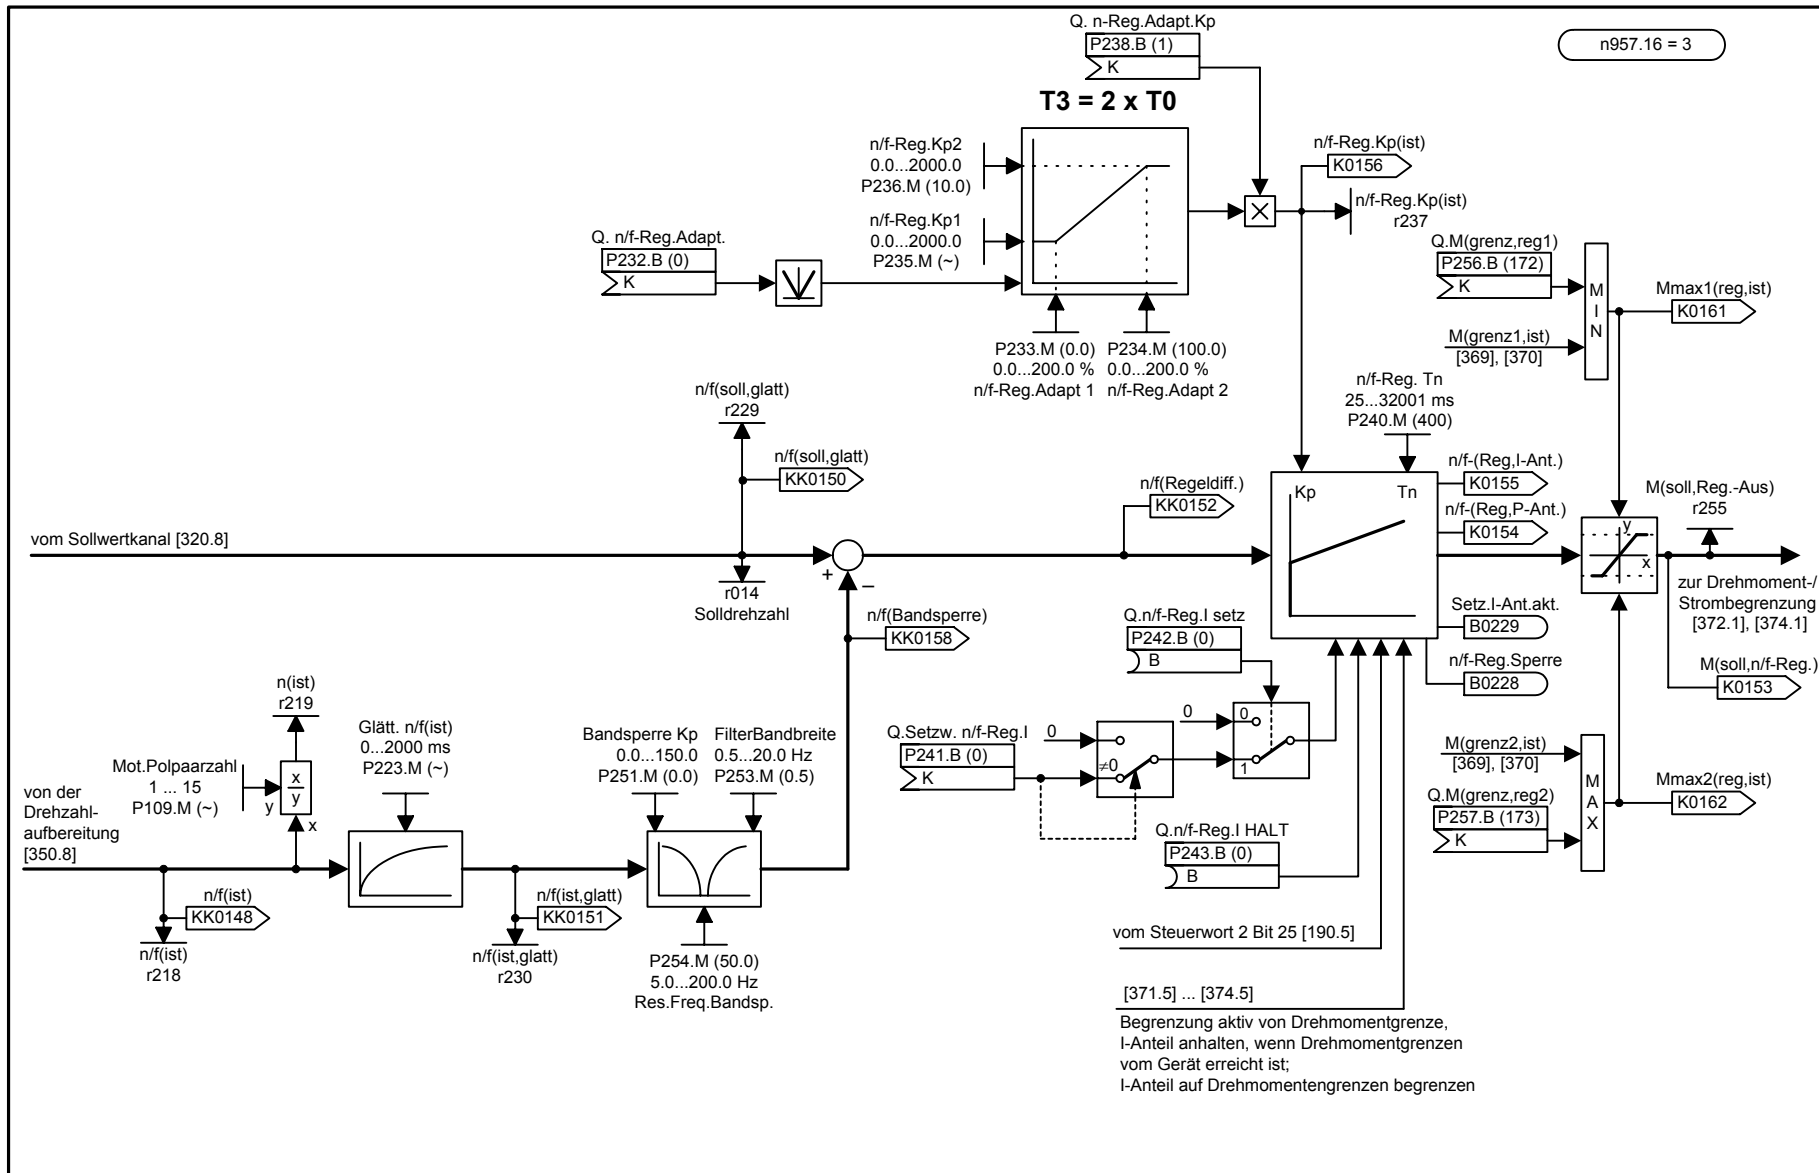 Q. n-Reg.Adapt.Kp
P238.B (1)
K
n957.16 = 3
T3 = 2 x T0
n/f-Reg.Kp2
0.0...2000.0
P236.M (10.0)
n/f-Reg.Kp1
0.0...2000.0
P235.M (~)
n/f-Reg.Kp(ist)
K0156
n/f-Reg.Kp(ist)
r237
Q. n/f-Reg.Adapt.
P232.B (0)
K
P233.M (0.0)
0.0...200.0 %
n/f-Reg.Adapt 1
P234.M (100.0)
0.0...200.0 %
n/f-Reg.Adapt 2
Q.M(grenz,reg1)
P256.B (172)
K
M(grenz1,ist)
[369], [370]
M
I
N
Mmax1(reg,ist)
K0161
n/f-Reg. Tn
25...32001 ms
P240.M (400)
n/f(soll,glatt)
r229
n/f(soll,glatt)
KK0150
vom Sollwertkanal [320.8]
r014
Solldrehzahl
+
–
n/f(Regeldiff.)
KK0152
Kp
Tn
n/f-(Reg,I-Ant.)
K0155
n/f-(Reg,P-Ant.)
K0154
Setz.I-Ant.akt.
B0229
n/f-Reg.Sperre
B0228
y
x
M(soll,Reg.-Aus)
r255
zur Drehmoment-/
Strombegrenzung
[372.1], [374.1]
M(soll,n/f-Reg.)
K0153
n/f(Bandsperre)
KK0158
Q.n/f-Reg.I setz
P242.B (0)
B
0
0
1
Q.Setzw. n/f-Reg.I
P241.B (0)
K
0
≠0
Q.n/f-Reg.I HALT
P243.B (0)
B
M(grenz2,ist)
[369], [370]
Q.M(grenz,reg2)
P257.B (173)
K
M
A
X
Mmax2(reg,ist)
K0162
n(ist)
r219
Mot.Polpaarzahl
1 ... 15
P109.M (~)
y
x
y
x
von der
Drehzahl-
aufbereitung
[350.8]
Glätt. n/f(ist)
0...2000 ms
P223.M (~)
Bandsperre Kp
0.0...150.0
P251.M (0.0)
FilterBandbreite
0.5...20.0 Hz
P253.M (0.5)
n/f(ist)
KK0148
n/f(ist)
r218
n/f(ist,glatt)
KK0151
n/f(ist,glatt)
r230
P254.M (50.0)
5.0...200.0 Hz
Res.Freq.Bandsp.
vom Steuerwort 2 Bit 25 [190.5]
[371.5] ... [374.5]
Begrenzung aktiv von Drehmomentgrenze,
I-Anteil anhalten, wenn Drehmomentgrenzen
vom Gerät erreicht ist;
I-Anteil auf Drehmomentengrenzen begrenzen